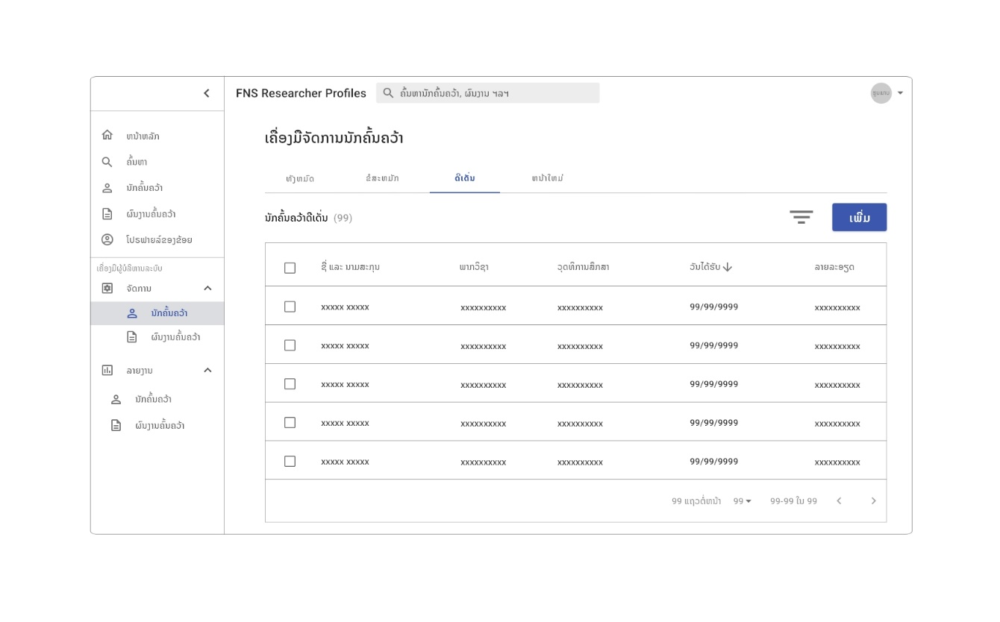 FNS Researcher Profiles
ຄົ້ນຫານັກຄົ້ນຄວ້າ, ຜົນງານ ຯລຯ
ຮູບພາບ
ໜ້າຫລັກ
ຄົ້ນຫາ
ນັກຄົ້ນຄວ້າ
ຜົນງານຄົ້ນຄວ້າ
ໂປຣຟາຍລ໌ຂອງຂ້ອຍ
ເຄື່ອງມືຜູ້ບໍລິຫານລະບົບ
ຈັດການ
ນັກຄົ້ນຄວ້າ
ຜົນງານຄົ້ນຄວ້າ
ລາຍງານ
ນັກຄົ້ນຄວ້າ
ຜົນງານຄົ້ນຄວ້າ
ເຄື່ອງມືຈັດການນັກຄົ້ນຄວ້າ
ທັງຫມົດ ຂໍສະຫມັກ ດີເດັ່ນ ຫນ້າໃຫມ່
ນັກຄົ້ນຄວ້າດີເດັ່ນ (99)
ເພີ່ມ
ຊື່ ແລະ ນາມສະກຸນ ພາກວິຊາ ວຸດທິການສຶກສາ ວັນໄດ້ຮັບ ລາຍລະອຽດ
xxxxx xxxxx xxxxxxxxxx xxxxxxxxxx 99/99/9999 xxxxxxxxxx
xxxxx xxxxx xxxxxxxxxx xxxxxxxxxx 99/99/9999 xxxxxxxxxx
xxxxx xxxxx xxxxxxxxxx xxxxxxxxxx 99/99/9999 xxxxxxxxxx
xxxxx xxxxx xxxxxxxxxx xxxxxxxxxx 99/99/9999 xxxxxxxxxx
xxxxx xxxxx xxxxxxxxxx xxxxxxxxxx 99/99/9999 xxxxxxxxxx
99 ແຖວຕໍ່ຫນ້າ 99 99-99 ໃນ 99